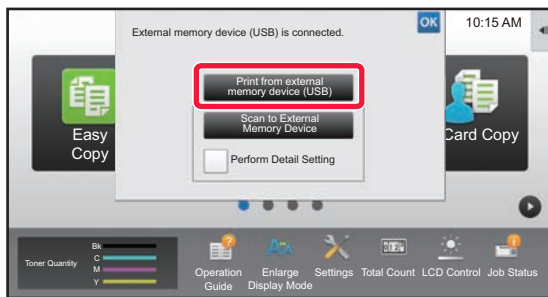 External memory device (USB) is connected.
OK
10:15 AM
Print from external
memory device (USB)
Scan to External
Memory Device
Perform Detail Setting
Easy
Copy
Card Copy
Toner Quantity
Bk
C
M
Y
Operation
Guide
Enlarge
Display Mode
Settings
Total Count
LCD Control
Job Status